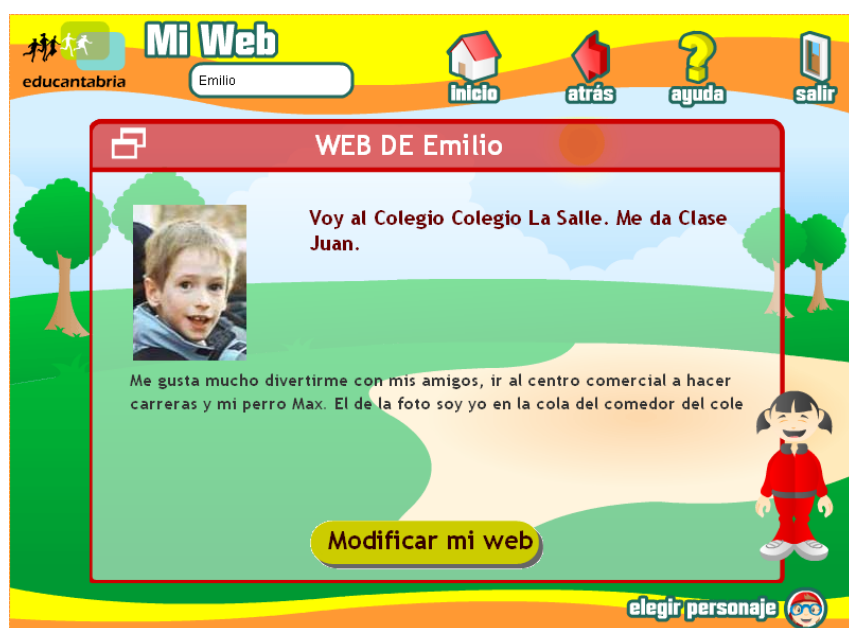 Mi Web
educantabria
Emilio
inicio
atrás
ayuda
salir
WEB DE Emilio
Voy al Colegio Colegio La Salle. Me da Clase
Juan.
Me gusta mucho divertirme con mis amigos, ir al centro comercial a hacer
carreras y mi perro Max. El de la foto soy yo en la cola del comedor del cole
Modificar mi web
elegir personaje